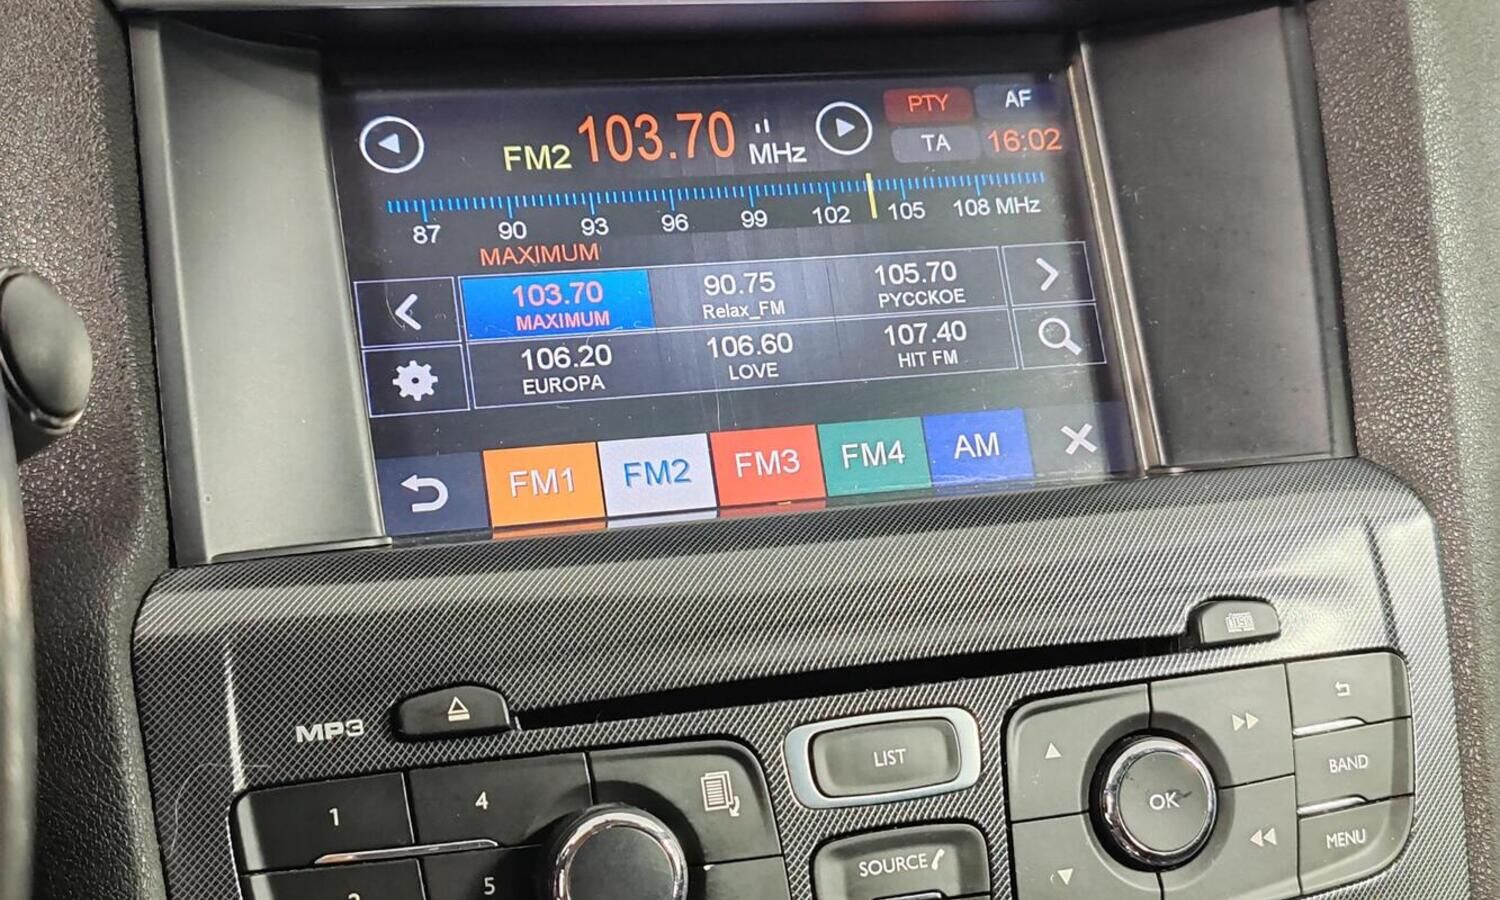 FM2 103.70 MHz
PTY AF
TA 16:02
87 90 93 96 99 102 105 108 MHz
MAXIMUM
103.70 90.75 105.70
MAXIMUM Relax_FM РУССКОЕ
106.20 106.60 107.40
EUROPA LOVE HIT FM
FM1 FM2 FM3 FM4 AM
DISC
MP3
LIST
1 4
OK
BAND
SOURCE
MENU
5